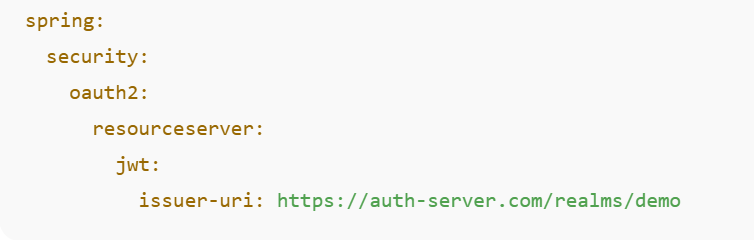 spring:
security:
oauth2:
resourceserver:
jwt:
issuer-uri: https://auth-server.com/realms/demo